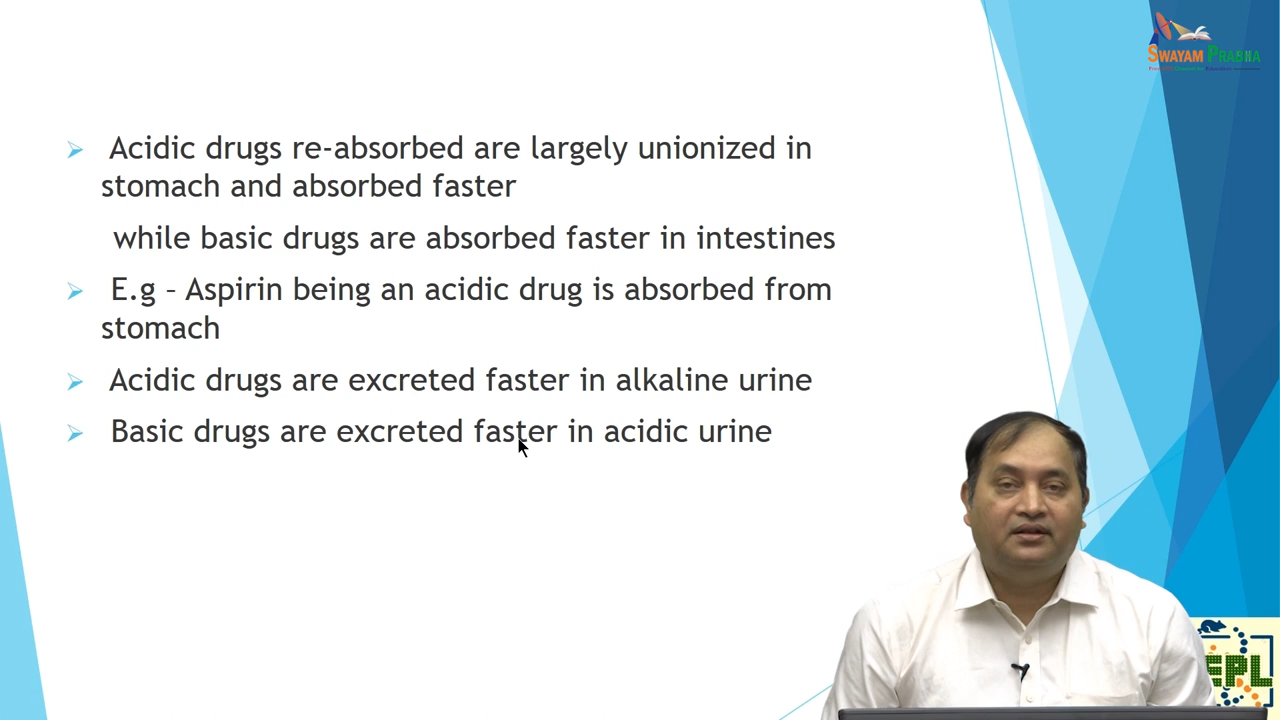 SWAYAM PRABHA
Acidic drugs re-absorbed are largely unionized in
stomach and absorbed faster
while basic drugs are absorbed faster in intestines
E.g – Aspirin being an acidic drug is absorbed from
stomach
Acidic drugs are excreted faster in alkaline urine
Basic drugs are excreted faster in acidic urine
EPL